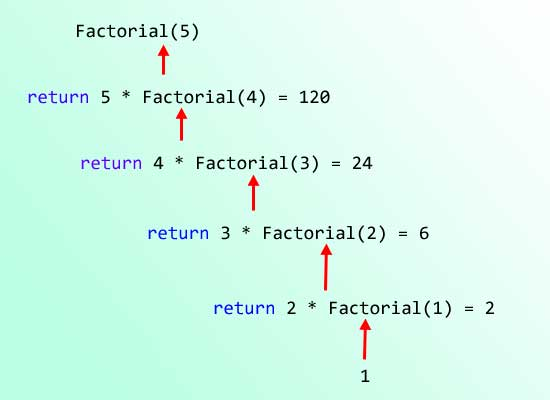 Factorial(5)
return 5 * Factorial(4) = 120
return 4 * Factorial(3) = 24
return 3 * Factorial(2) = 6
return 2 * Factorial(1) = 2
1